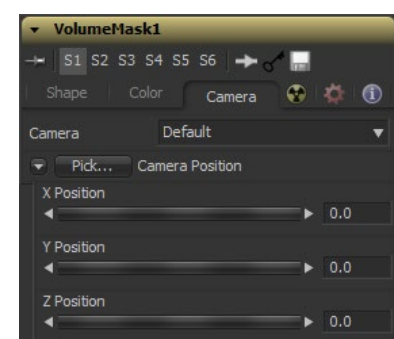 VolumeMask1
S1 S2 S3 S4 S5 S6
Shape Color Camera
Camera Default
Pick... Camera Position
X Position
0.0
Y Position
0.0
Z Position
0.0